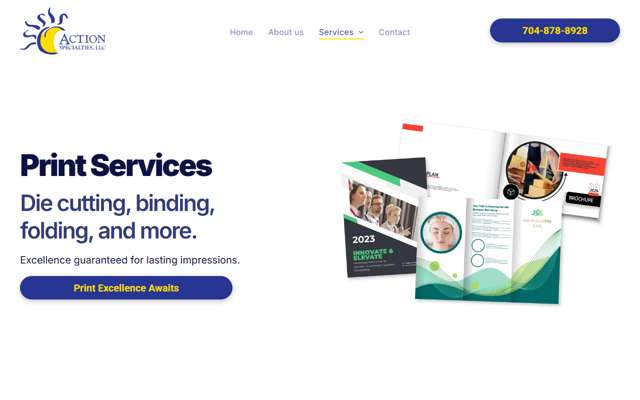 ACTION
SPECIALTIES, LLC
Home
About us
Services
Contact
704-878-8928
Print Services
Die cutting, binding,
folding, and more.
Excellence guaranteed for lasting impressions.
Print Excellence Awaits
PLAN
BROCHURE
2023
INNOVATE &
ELEVATE